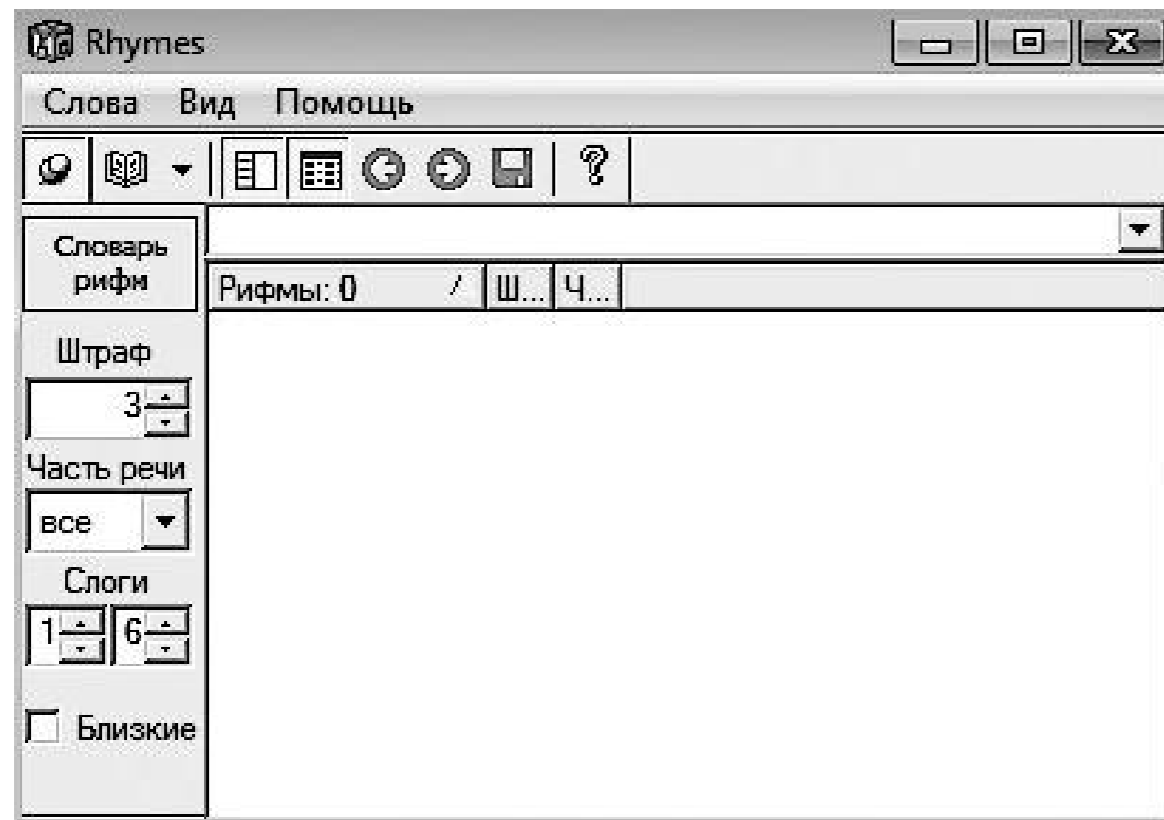 Rhymes
Слова Вид Помощь
Словарь
рифм
Рифмы: 0 / Ш... Ч...
Штраф
3
Часть речи
все
Слоги
1 6
Близкие